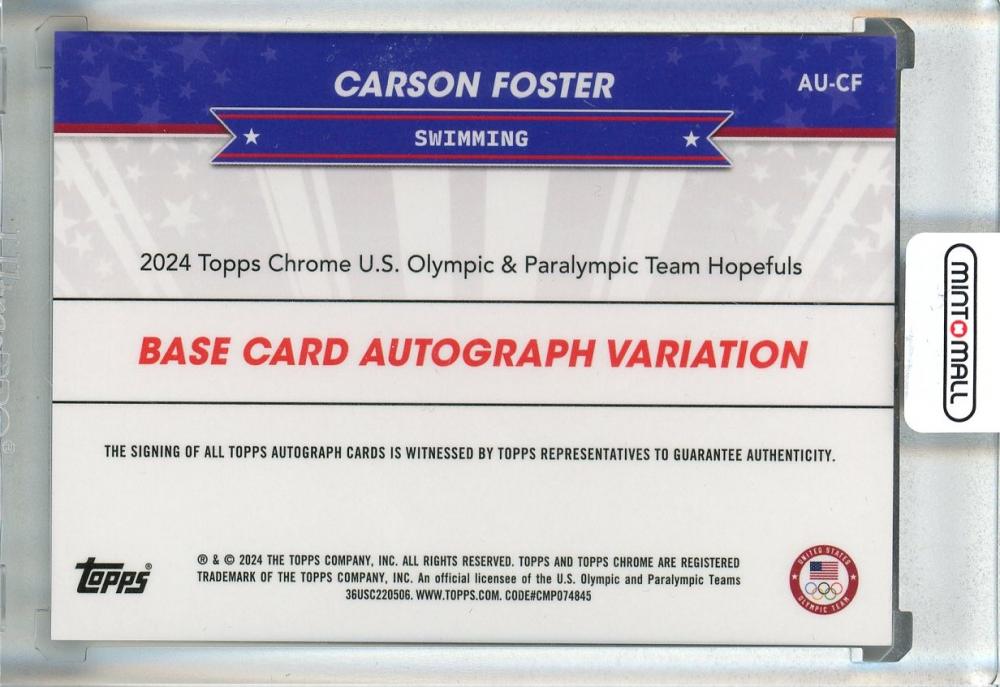 CARSON FOSTER
AU-CF
SWIMMING
2024 Topps Chrome U.S. Olympic & Paralympic Team Hopefuls
BASE CARD AUTOGRAPH VARIATION
THE SIGNING OF ALL TOPPS AUTOGRAPH CARDS IS WITNESSED BY TOPPS REPRESENTATIVES TO GUARANTEE AUTHENTICITY.
topps®
® & © 2024 THE TOPPS COMPANY, INC. ALL RIGHTS RESERVED. TOPPS AND TOPPS CHROME ARE REGISTERED
TRADEMARK OF THE TOPPS COMPANY, INC. An official licensee of the U.S. Olympic and Paralympic Teams
36USC220506. WWW.TOPPS.COM. CODE#CMP074845
UNITED STATES
OLYMPIC TEAM
MINT MALL